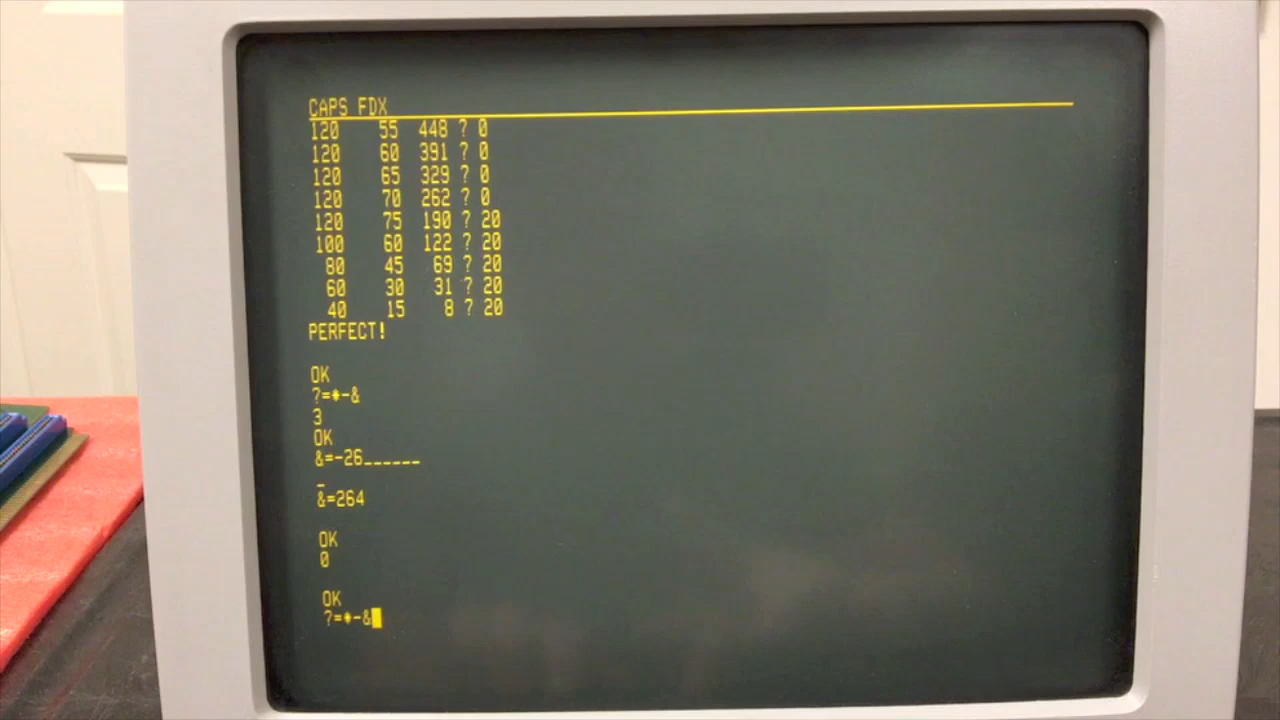 CAPS FDX
120 55 448 ? 0
120 60 391 ? 0
120 65 329 ? 0
120 70 262 ? 0
120 75 190 ? 20
100 60 122 ? 20
80 45 69 ? 20
60 30 31 ? 20
40 15 8 ? 20
PERFECT!
OK
?=*-&
3
OK
&=-26______
_
&=264
OK
0
OK
?=*-&